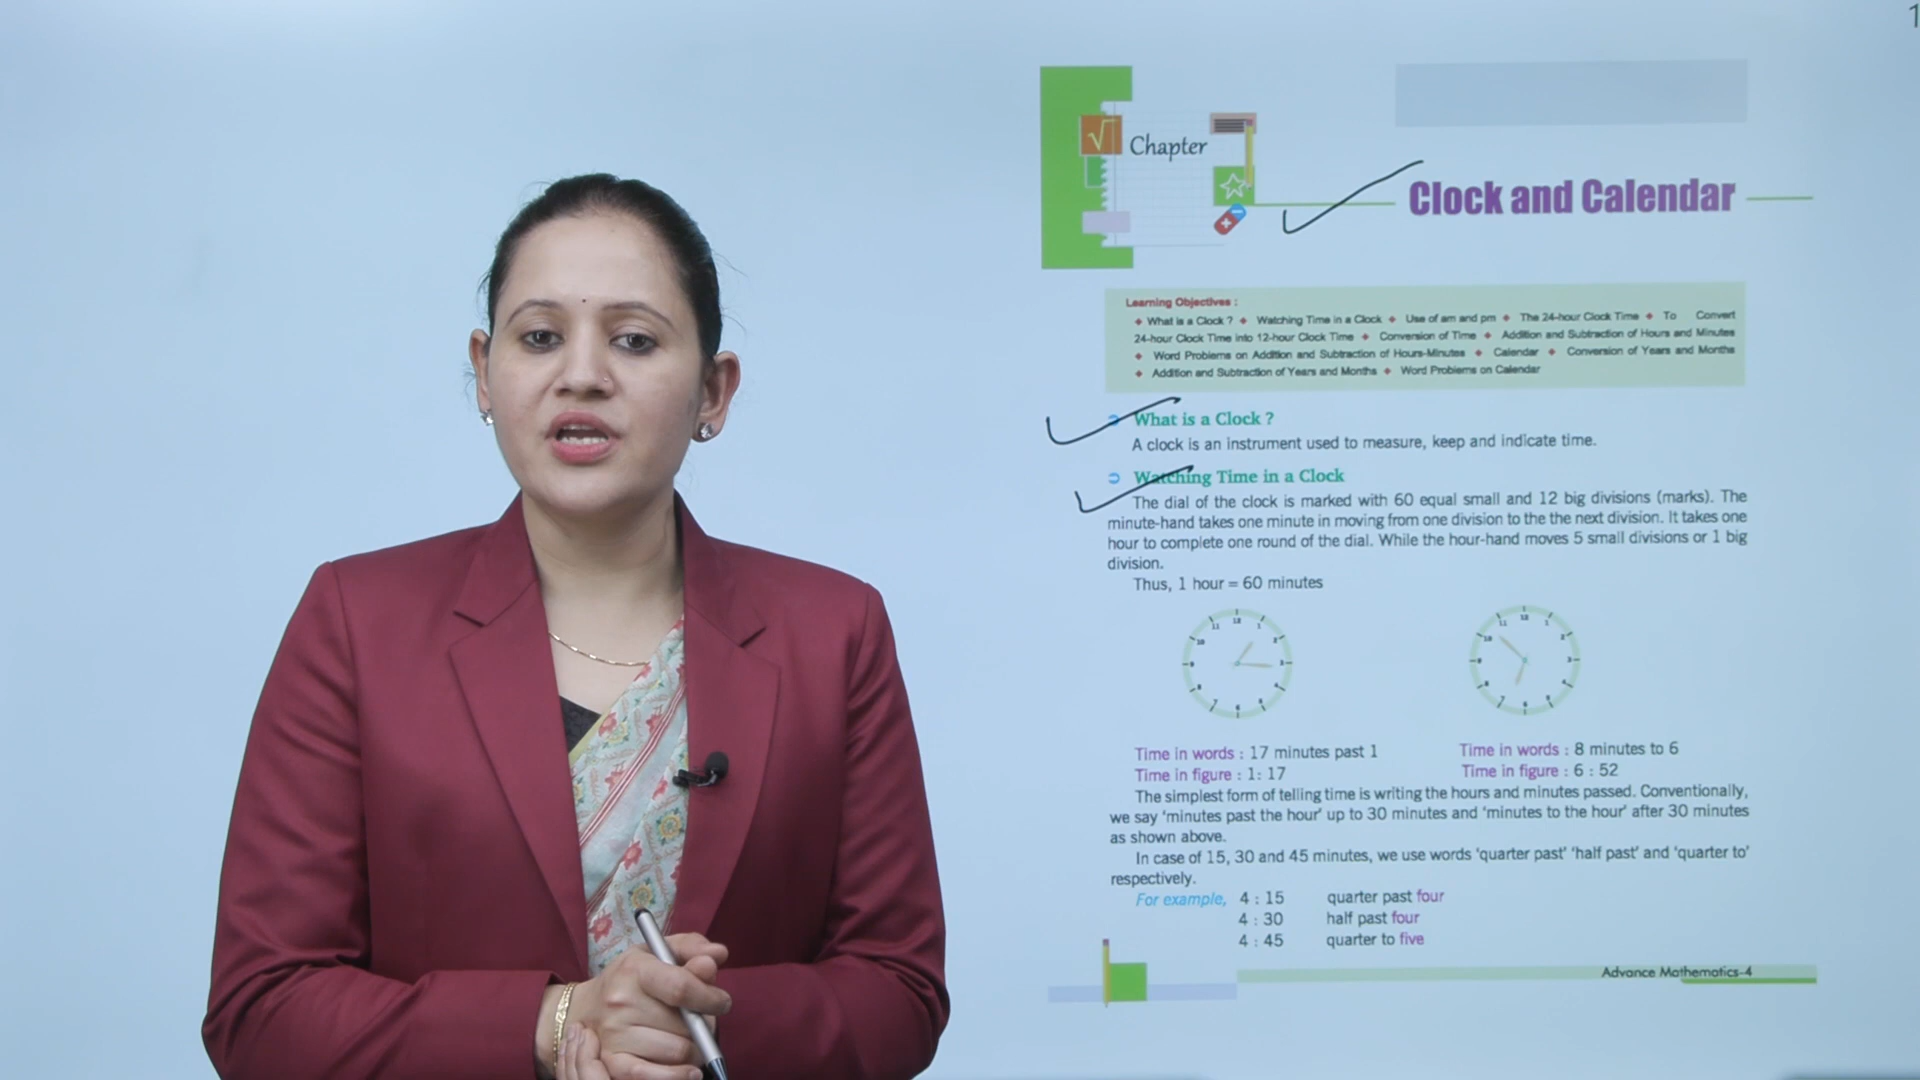 1
Chapter
Clock and Calendar
Learning Objectives :
What is a Clock ? Watching Time in a Clock Use of am and pm The 24-hour Clock Time To Convert
24-hour Clock Time into 12-hour Clock Time Conversion of Time Addition and Subtraction of Hours and Minutes
Word Problems on Addition and Subtraction of Hours-Minutes Calendar Conversion of Years and Months
Addition and Subtraction of Years and Months Word Problems on Calendar
What is a Clock ?
A clock is an instrument used to measure, keep and indicate time.
Watching Time in a Clock
The dial of the clock is marked with 60 equal small and 12 big divisions (marks). The
minute-hand takes one minute in moving from one division to the the next division. It takes one
hour to complete one round of the dial. While the hour-hand moves 5 small divisions or 1 big
division.
Thus, 1 hour = 60 minutes
Time in words : 17 minutes past 1
Time in figure : 1: 17
Time in words : 8 minutes to 6
Time in figure : 6 : 52
The simplest form of telling time is writing the hours and minutes passed. Conventionally,
we say 'minutes past the hour' up to 30 minutes and 'minutes to the hour' after 30 minutes
as shown above.
In case of 15, 30 and 45 minutes, we use words 'quarter past' 'half past' and 'quarter to'
respectively.
For example, 4 : 15 quarter past four
4 : 30 half past four
4 : 45 quarter to five
Advance Mathematics-4